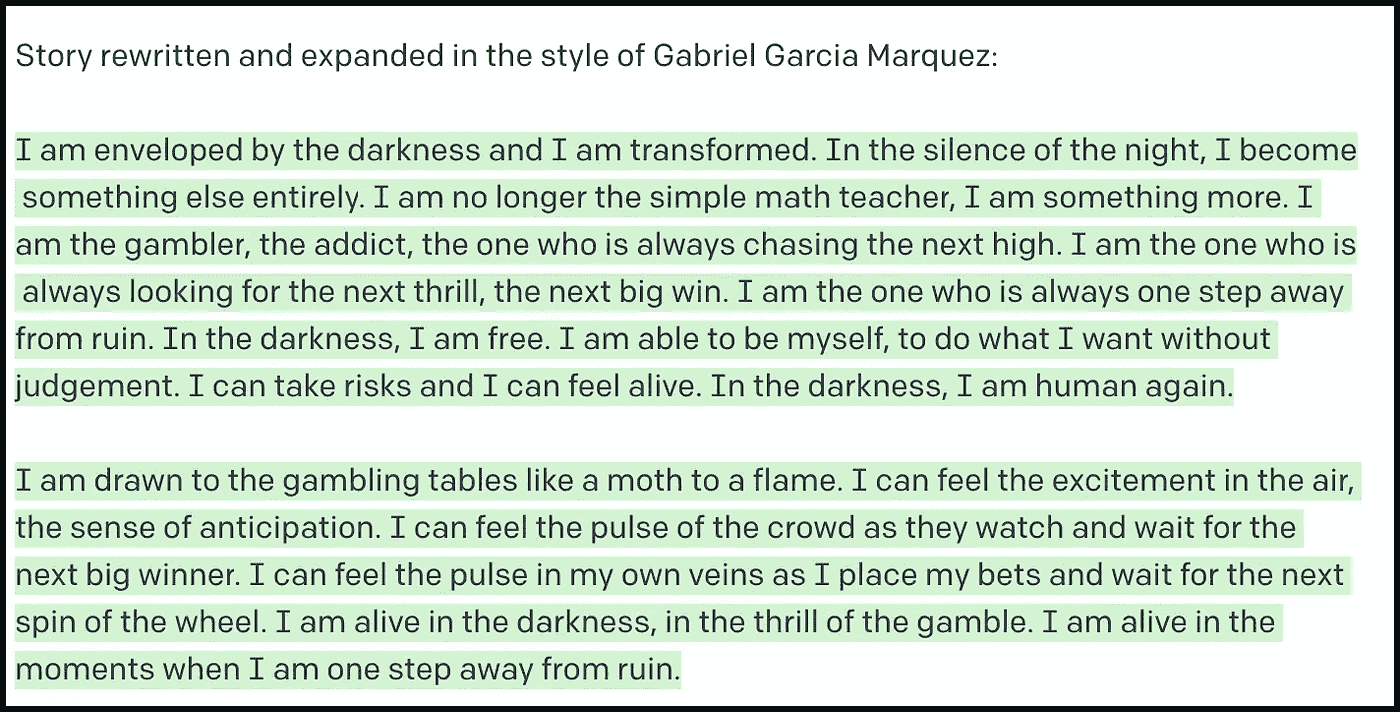 Story rewritten and expanded in the style of Gabriel Garcia Marquez:
I am enveloped by the darkness and I am transformed. In the silence of the night, I become
something else entirely. I am no longer the simple math teacher, I am something more. I
am the gambler, the addict, the one who is always chasing the next high. I am the one who is
always looking for the next thrill, the next big win. I am the one who is always one step away
from ruin. In the darkness, I am free. I am able to be myself, to do what I want without
judgement. I can take risks and I can feel alive. In the darkness, I am human again.
I am drawn to the gambling tables like a moth to a flame. I can feel the excitement in the air,
the sense of anticipation. I can feel the pulse of the crowd as they watch and wait for the
next big winner. I can feel the pulse in my own veins as I place my bets and wait for the next
spin of the wheel. I am alive in the darkness, in the thrill of the gamble. I am alive in the
moments when I am one step away from ruin.